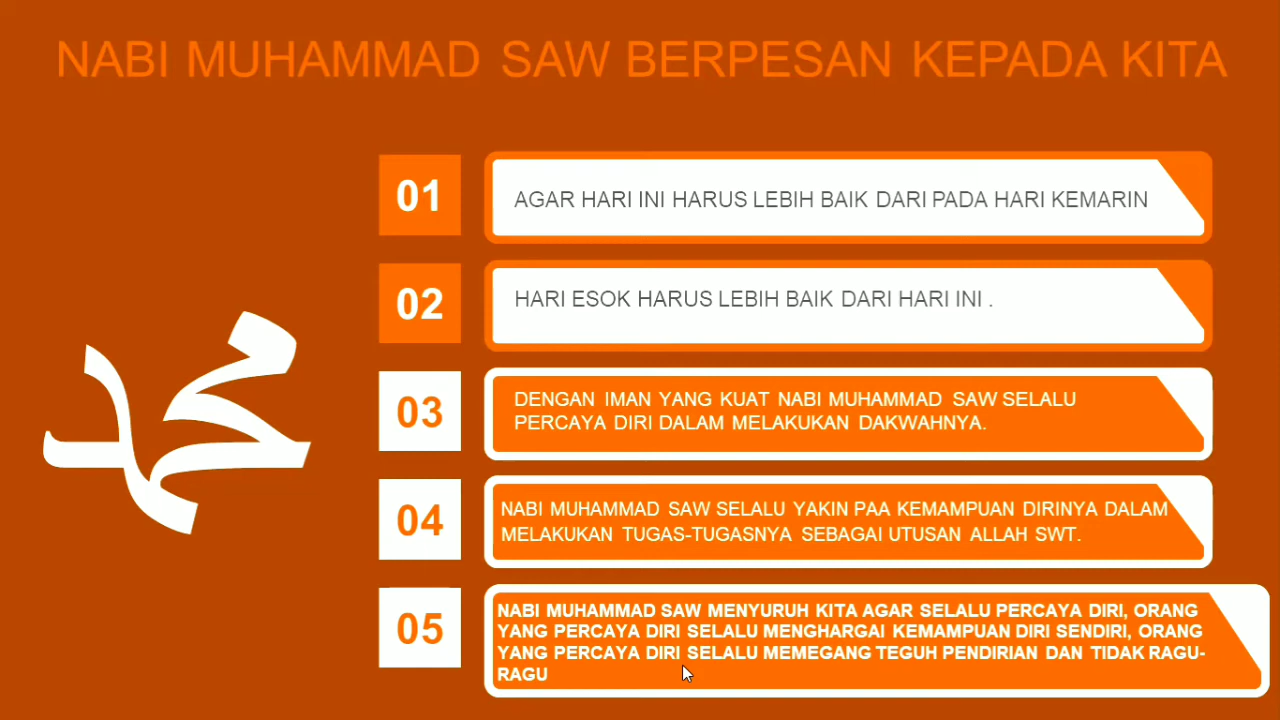 NABI MUHAMMAD SAW BERPESAN KEPADA KITA
محمد
01
AGAR HARI INI HARUS LEBIH BAIK DARI PADA HARI KEMARIN
02
HARI ESOK HARUS LEBIH BAIK DARI HARI INI .
03
DENGAN IMAN YANG KUAT NABI MUHAMMAD SAW SELALU
PERCAYA DIRI DALAM MELAKUKAN DAKWAHNYA.
04
NABI MUHAMMAD SAW SELALU YAKIN PAA KEMAMPUAN DIRINYA DALAM
MELAKUKAN TUGAS-TUGASNYA SEBAGAI UTUSAN ALLAH SWT.
05
NABI MUHAMMAD SAW MENYURUH KITA AGAR SELALU PERCAYA DIRI, ORANG
YANG PERCAYA DIRI SELALU MENGHARGAI KEMAMPUAN DIRI SENDIRI, ORANG
YANG PERCAYA DIRI SELALU MEMEGANG TEGUH PENDIRIAN DAN TIDAK RAGU-
RAGU